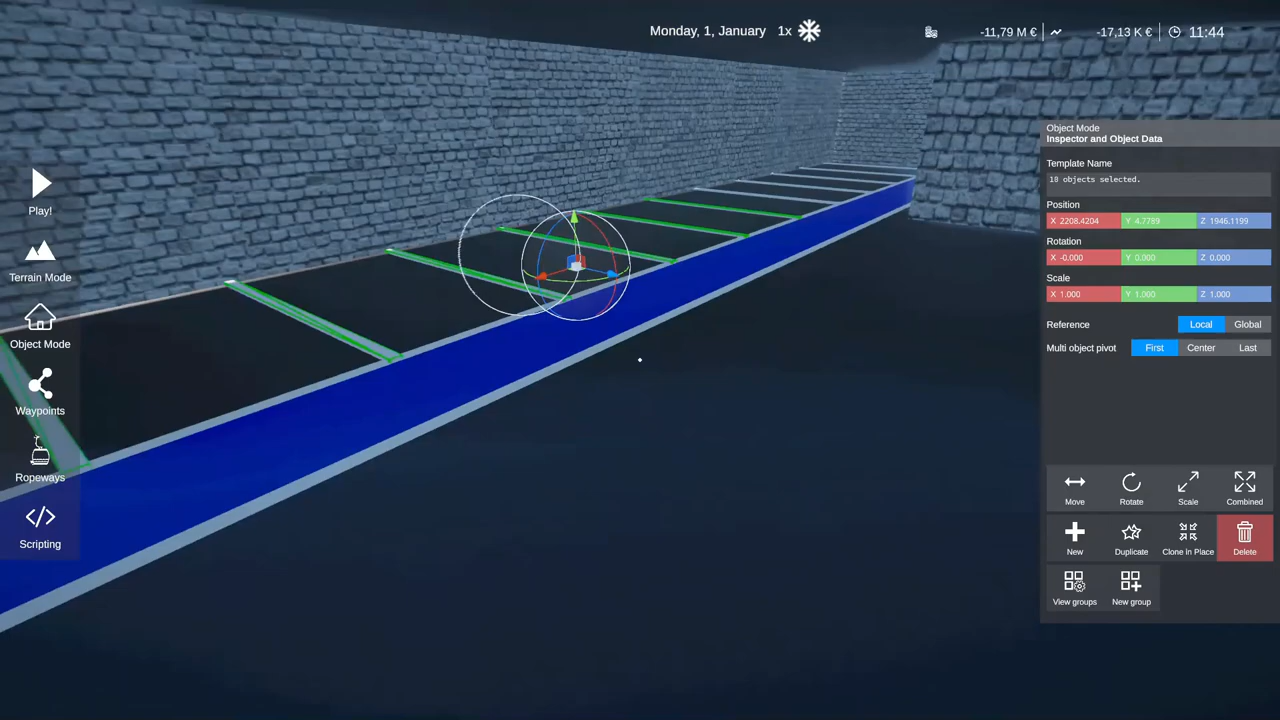 Monday, 1, January 1x
-11,79 M €
-17,13 K €
11:44
Play!
Terrain Mode
Object Mode
Waypoints
Ropeways
Scripting
Object Mode
Inspector and Object Data
Template Name
18 objects selected.
Position
X 2208.4204 Y 4.7789 Z 1946.1199
Rotation
X -0.000 Y 0.000 Z 0.000
Scale
X 1.000 Y 1.000 Z 1.000
Reference Local Global
Multi object pivot First Center Last
Move Rotate Scale Combined
New Duplicate Clone in Place Delete
View groups New group